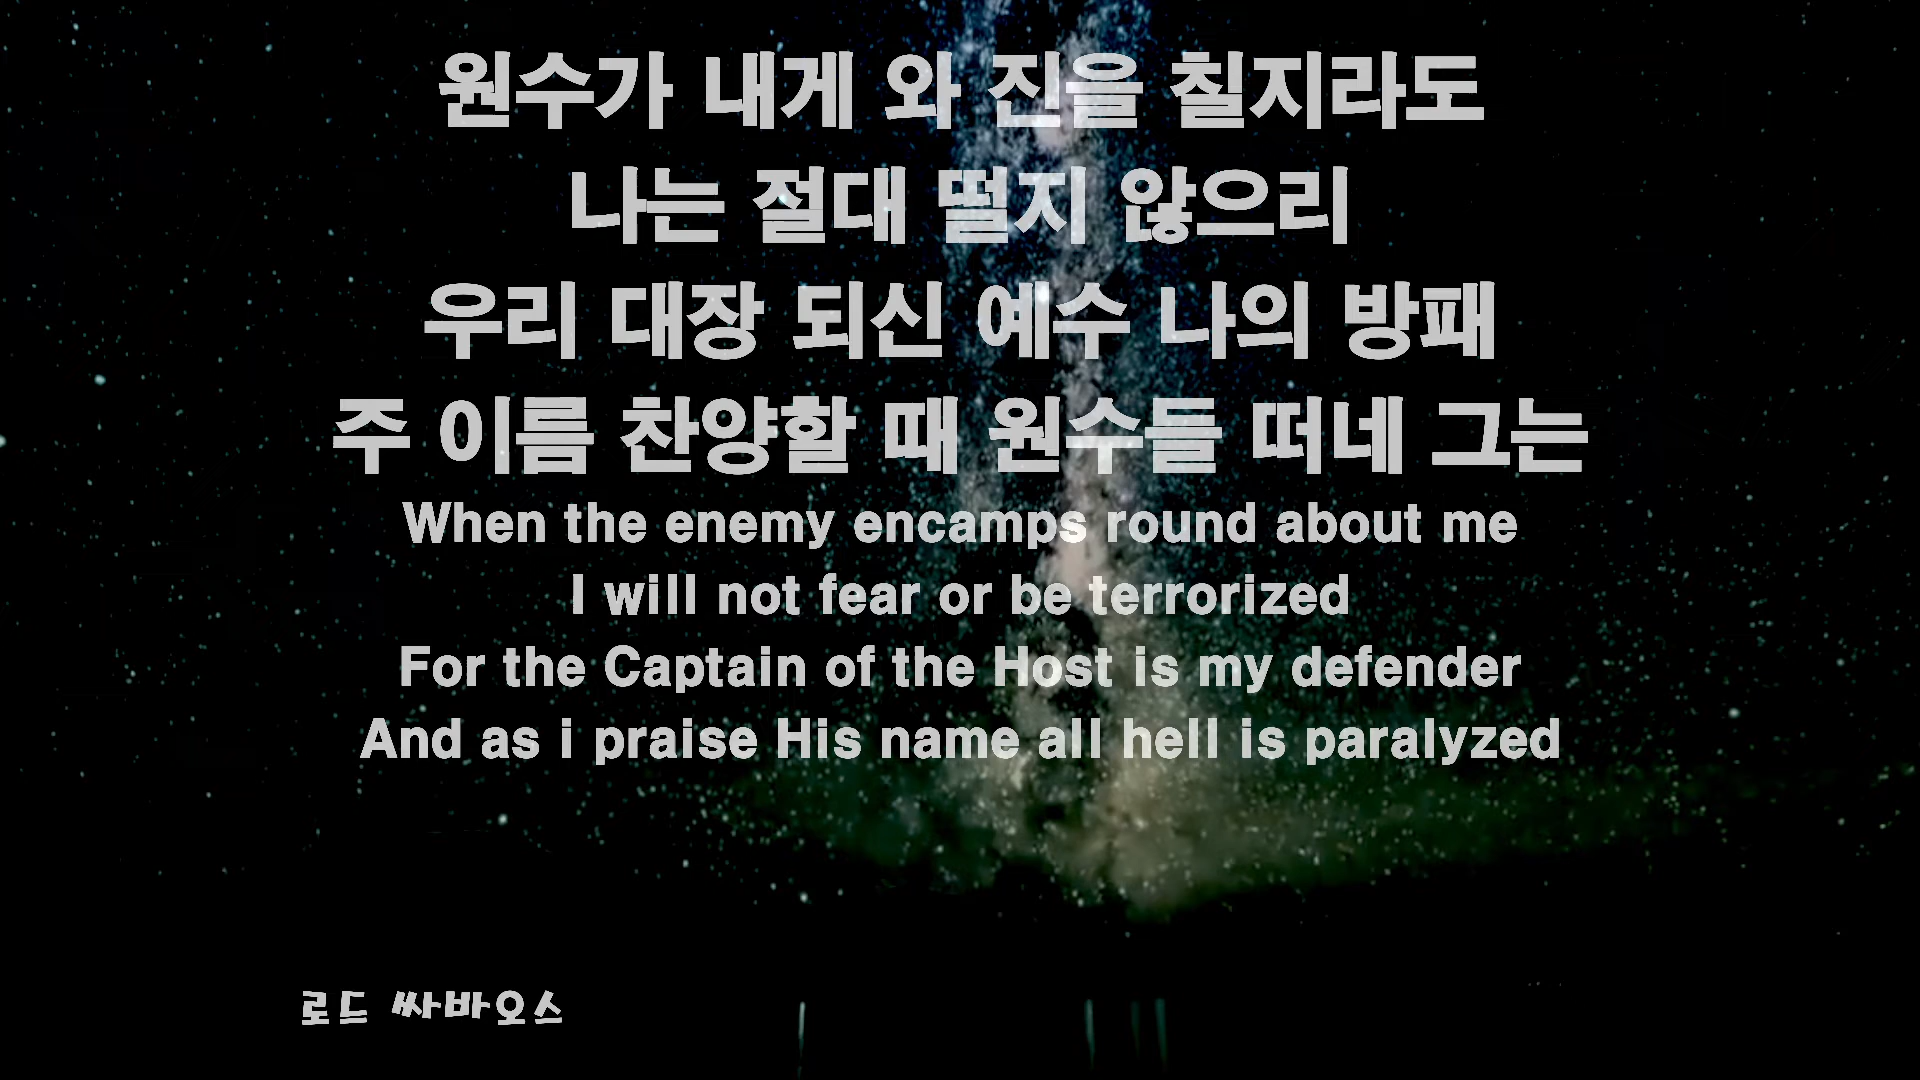 원수가 내게 와 진을 칠지라도
나는 절대 떨지 않으리
우리 대장 되신 예수 나의 방패
주 이름 찬양할 때 원수들 떠네 그는
When the enemy encamps round about me
I will not fear or be terrorized
For the Captain of the Host is my defender
And as i praise His name all hell is paralyzed
로드 싸바오스